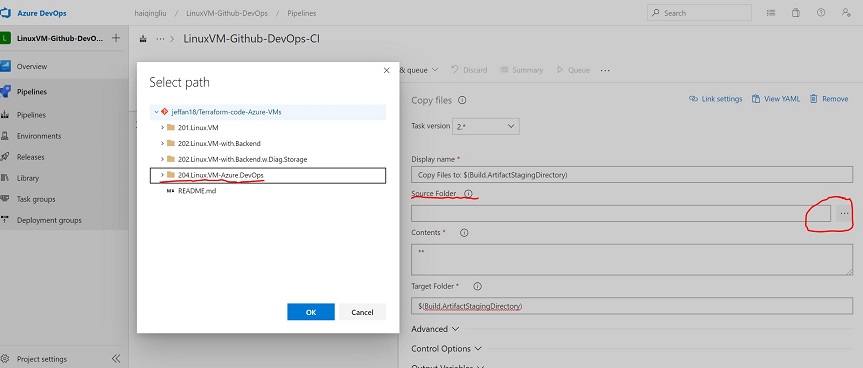 Azure DevOps
haiqingliu / LinuxVM-Github-DevOps / Pipelines
Search
L LinuxVM-Github-DevO...
Overview
Pipelines
Pipelines
Environments
Releases
Library
Task groups
Deployment groups
Project settings
... > LinuxVM-Github-DevOps-CI
& queue
Discard
Summary
Queue
...
Select path
jeffan18/Terraform-code-Azure-VMs
201.Linux.VM
202.Linux.VM-with.Backend
202.Linux.VM-with.Backend.w.Diag.Storage
204.Linux.VM-Azure.DevOps
README.md
OK
Cancel
Copy files
Link settings
View YAML
Remove
Task version
2.*
Display name *
Copy Files to: $(Build.ArtifactStagingDirectory)
Source Folder
...
Contents *
**
Target Folder *
$(Build.ArtifactStagingDirectory)
Advanced
Control Options
Output Variables